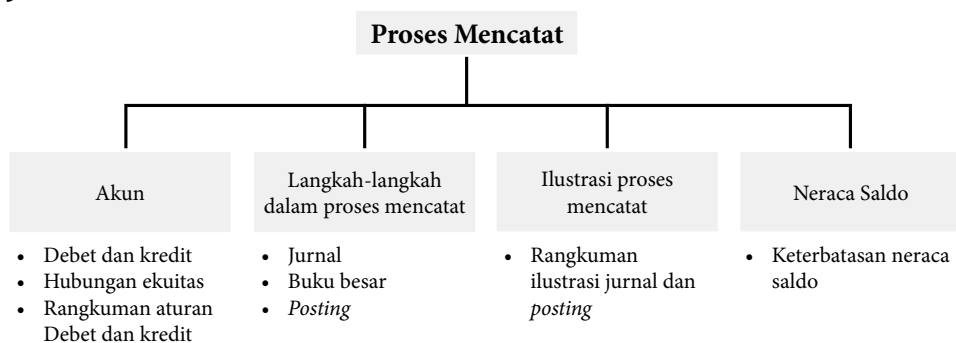 Proses Mencatat
Akun
• Debet dan kredit
• Hubungan ekuitas
• Rangkuman aturan
Debet dan kredit
Langkah-langkah
dalam proses mencatat
• Jurnal
• Buku besar
• Posting
Ilustrasi proses
mencatat
• Rangkuman
ilustrasi jurnal dan
posting
Neraca Saldo
• Keterbatasan neraca
saldo